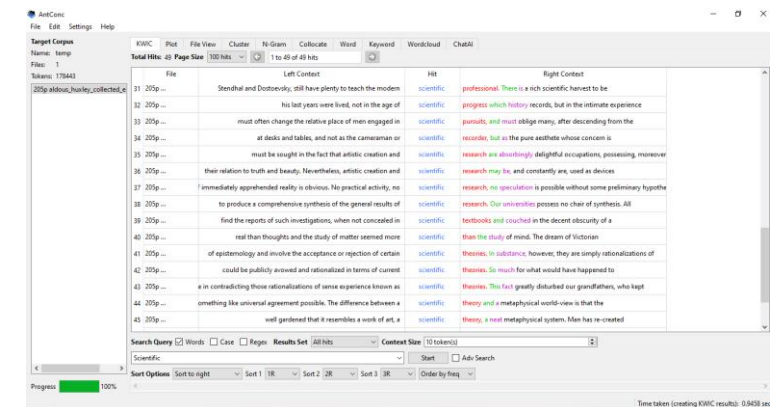 AntConc
File Edit Settings Help
Target Corpus
Name: temp
Files: 1
Tokens: 178443
205p aldous_huxley_collected_e
Progress 100%
KWIC Plot File View Cluster N-Gram Collocate Word Keyword Wordcloud ChatAI
Total Hits: 49 Page Size 100 hits 1 to 49 of 49 hits
File Left Context Hit Right Context
31 205p ... Stendhal and Dostoevsky, still have plenty to teach the modern scientific professional. There is a rich scientific harvest to be
32 205p ... his last years were lived, not in the age of scientific progress which history records, but in the intimate experience
33 205p ... must often change the relative place of men engaged in scientific pursuits, and must oblige many, after descending from the
34 205p ... at desks and tables, and not as the cameraman or scientific recorder, but as the pure aesthete whose concern is
35 205p ... must be sought in the fact that artistic creation and scientific research are absorbingly delightful occupations, possessing, moreover
36 205p ... their relation to truth and beauty. Nevertheless, artistic creation and scientific research may be, and constantly are, used as devices
37 205p ... immediately apprehended reality is obvious. No practical activity, no scientific research, no speculation is possible without some preliminary hypothe
38 205p ... to produce a comprehensive synthesis of the general results of scientific research. Our universities possess no chair of synthesis. All
39 205p ... find the reports of such investigations, when not concealed in scientific textbooks and couched in the decent obscurity of a
40 205p ... real than thoughts and the study of matter seemed more scientific than the study of mind. The dream of Victorian
41 205p ... of epistemology and involve the acceptance or rejection of certain scientific theories. In substance, however, they are simply rationalizations of
42 205p ... could be publicly avowed and rationalized in terms of current scientific theories. So much for what would have happened to
43 205p ... e in contradicting those rationalizations of sense experience known as scientific theories. This fact greatly disturbed our grandfathers, who kept
44 205p ... omething like universal agreement possible. The difference between a scientific theory and a metaphysical world-view is that the
45 205p ... well gardened that it resembles a work of art, a scientific theory, a neat metaphysical system. Man has re-created
Search Query Words Case Regex Results Set All hits Context Size 10 token(s)
Scientific Start Adv Search
Sort Options Sort to right Sort 1 1R Sort 2 2R Sort 3 3R Order by freq
Time taken (creating KWIC results): 0.9458 sec